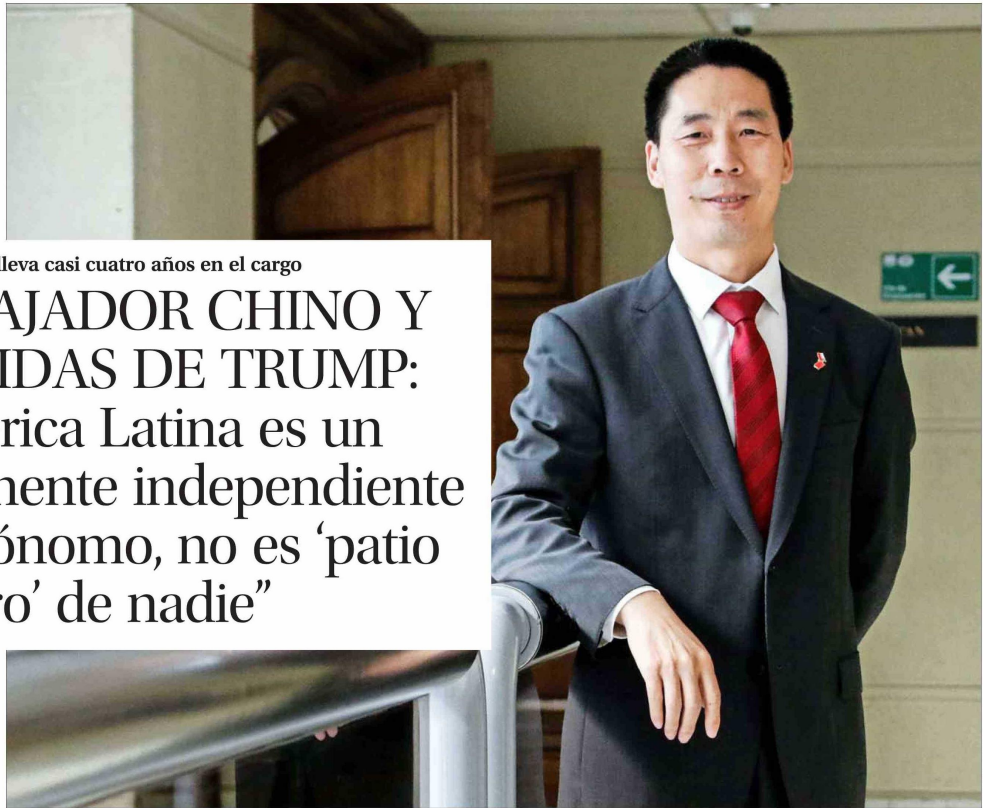 lleva casi cuatro años en el cargo
AJADOR CHINO Y
IDAS DE TRUMP:
rica Latina es un
nente independiente
ónomo, no es ‘patio
ro’ de nadie”